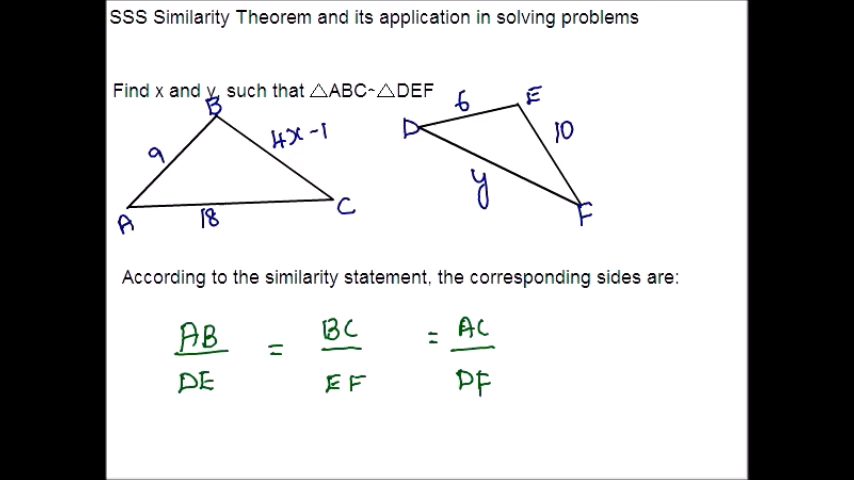 SSS Similarity Theorem and its application in solving problems
Find x and y, such that △ABC~△DEF
B
E
6
D
4x-1
10
9
y
A
18
C
F
According to the similarity statement, the corresponding sides are:
AB = BC = AC
DE EF DF